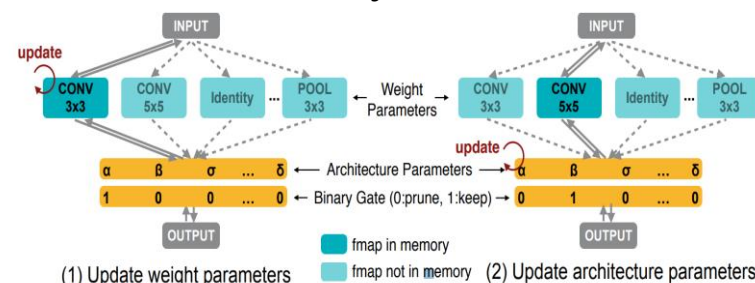 INPUT
update
CONV 3x3
CONV 5x5
Identity
...
POOL 3x3
α β σ ... δ
1 0 0 ... 0
OUTPUT
(1) Update weight parameters
Weight Parameters
Architecture Parameters
Binary Gate (0:prune, 1:keep)
fmap in memory
fmap not in memory
INPUT
CONV 3x3
CONV 5x5
Identity
...
POOL 3x3
update
α β σ ... δ
0 1 0 ... 0
OUTPUT
(2) Update architecture parameters